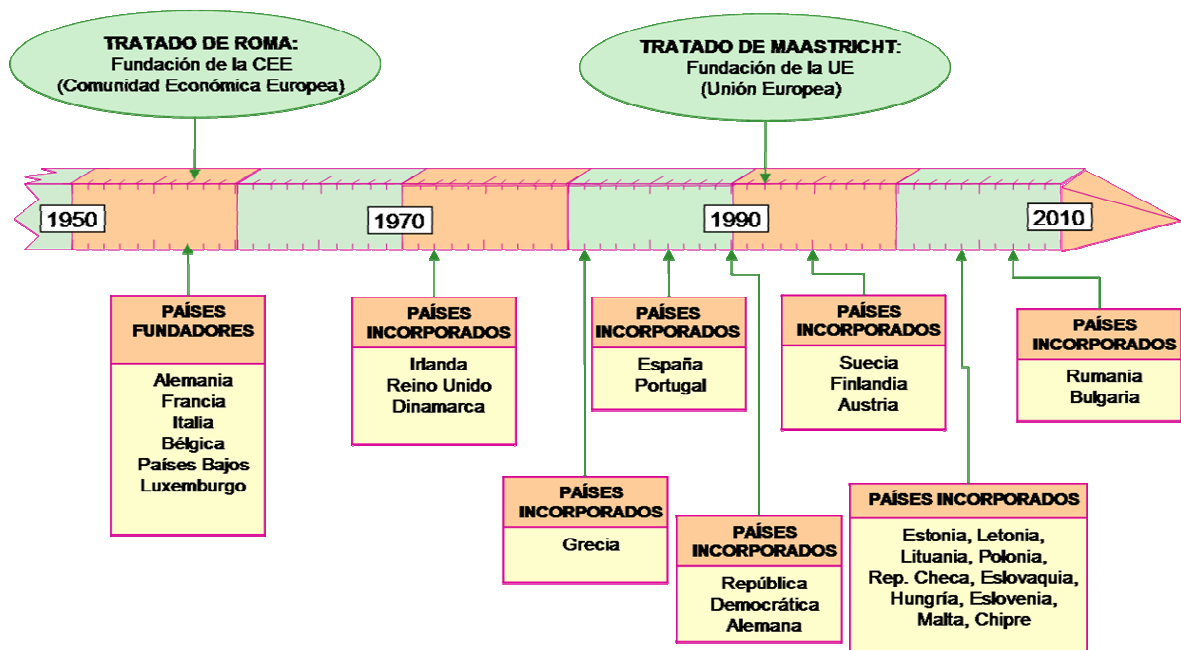 TRATADO DE ROMA:
Fundación de la CEE
(Comunidad Económica Europea)
TRATADO DE MAASTRICHT:
Fundación de la UE
(Unión Europea)
1950
1970
1990
2010
PAÍSES
FUNDADORES
Alemania
Francia
Italia
Bélgica
Países Bajos
Luxemburgo
PAÍSES
INCORPORADOS
Irlanda
Reino Unido
Dinamarca
PAÍSES
INCORPORADOS
Grecia
PAÍSES
INCORPORADOS
España
Portugal
PAÍSES
INCORPORADOS
República
Democrática
Alemana
PAÍSES
INCORPORADOS
Suecia
Finlandia
Austria
PAÍSES INCORPORADOS
Estonia, Letonia,
Lituania, Polonia,
Rep. Checa, Eslovaquia,
Hungría, Eslovenia,
Malta, Chipre
PAÍSES
INCORPORADOS
Rumania
Bulgaria